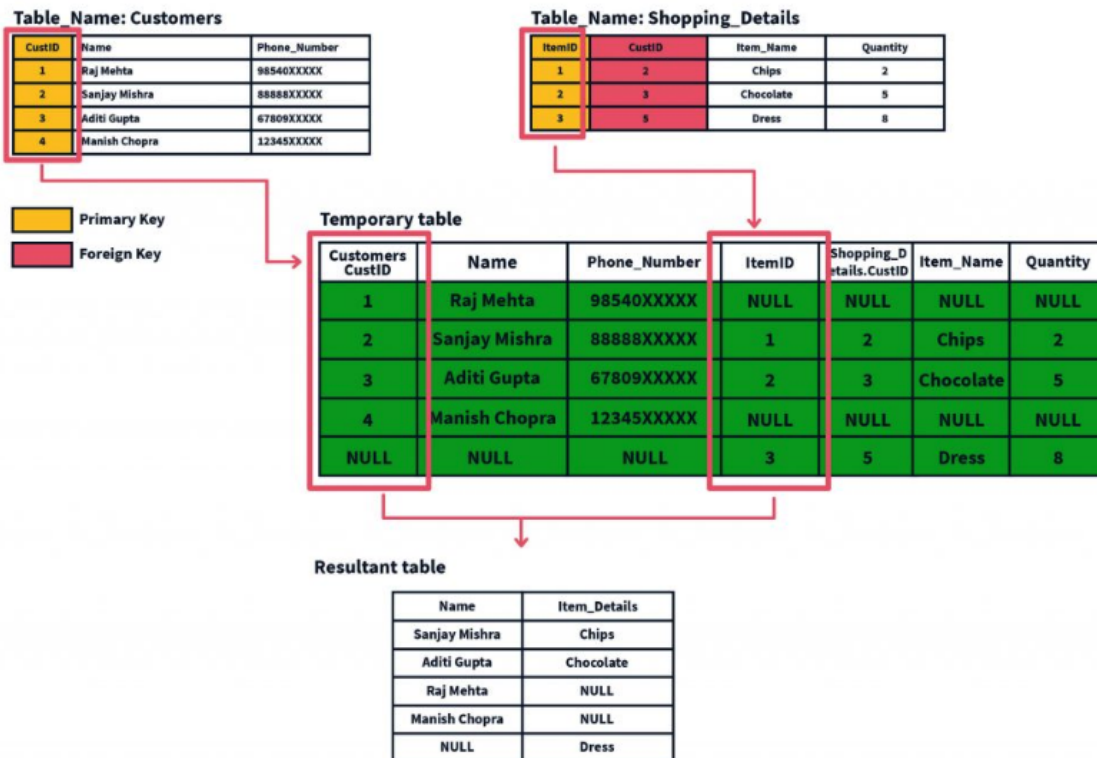 Table_Name: Customers
CustID Name Phone_Number
1 Raj Mehta 98540XXXXX
2 Sanjay Mishra 88888XXXXX
3 Aditi Gupta 67809XXXXX
4 Manish Chopra 12345XXXXX
Table_Name: Shopping_Details
ItemID CustID Item_Name Quantity
1 2 Chips 2
2 3 Chocolate 5
3 5 Dress 8
Primary Key
Foreign Key
Temporary table
Customers CustID Name Phone_Number ItemID Shopping_Details.CustID Item_Name Quantity
1 Raj Mehta 98540XXXXX NULL NULL NULL NULL
2 Sanjay Mishra 88888XXXXX 1 2 Chips 2
3 Aditi Gupta 67809XXXXX 2 3 Chocolate 5
4 Manish Chopra 12345XXXXX NULL NULL NULL NULL
NULL NULL NULL 3 5 Dress 8
Resultant table
Name Item_Details
Sanjay Mishra Chips
Aditi Gupta Chocolate
Raj Mehta NULL
Manish Chopra NULL
NULL Dress